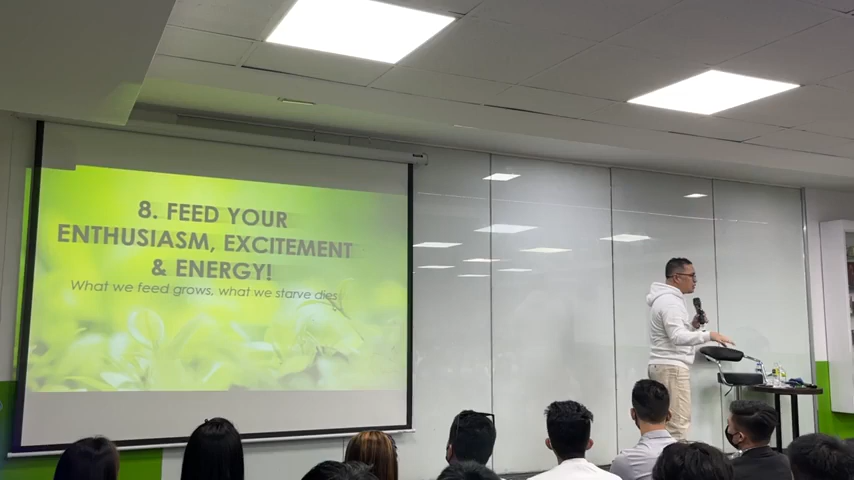 8. FEED YOUR
ENTHUSIASM, EXCITEMENT
& ENERGY!
What we feed grows, what we starve dies